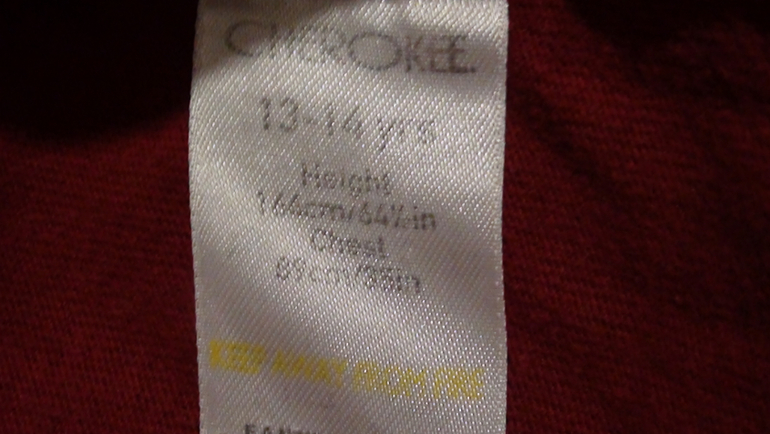 CHEROKEE.
13-14 yrs
Height
164cm/64½in
Chest
89cm/35in
KEEP AWAY FROM FIRE